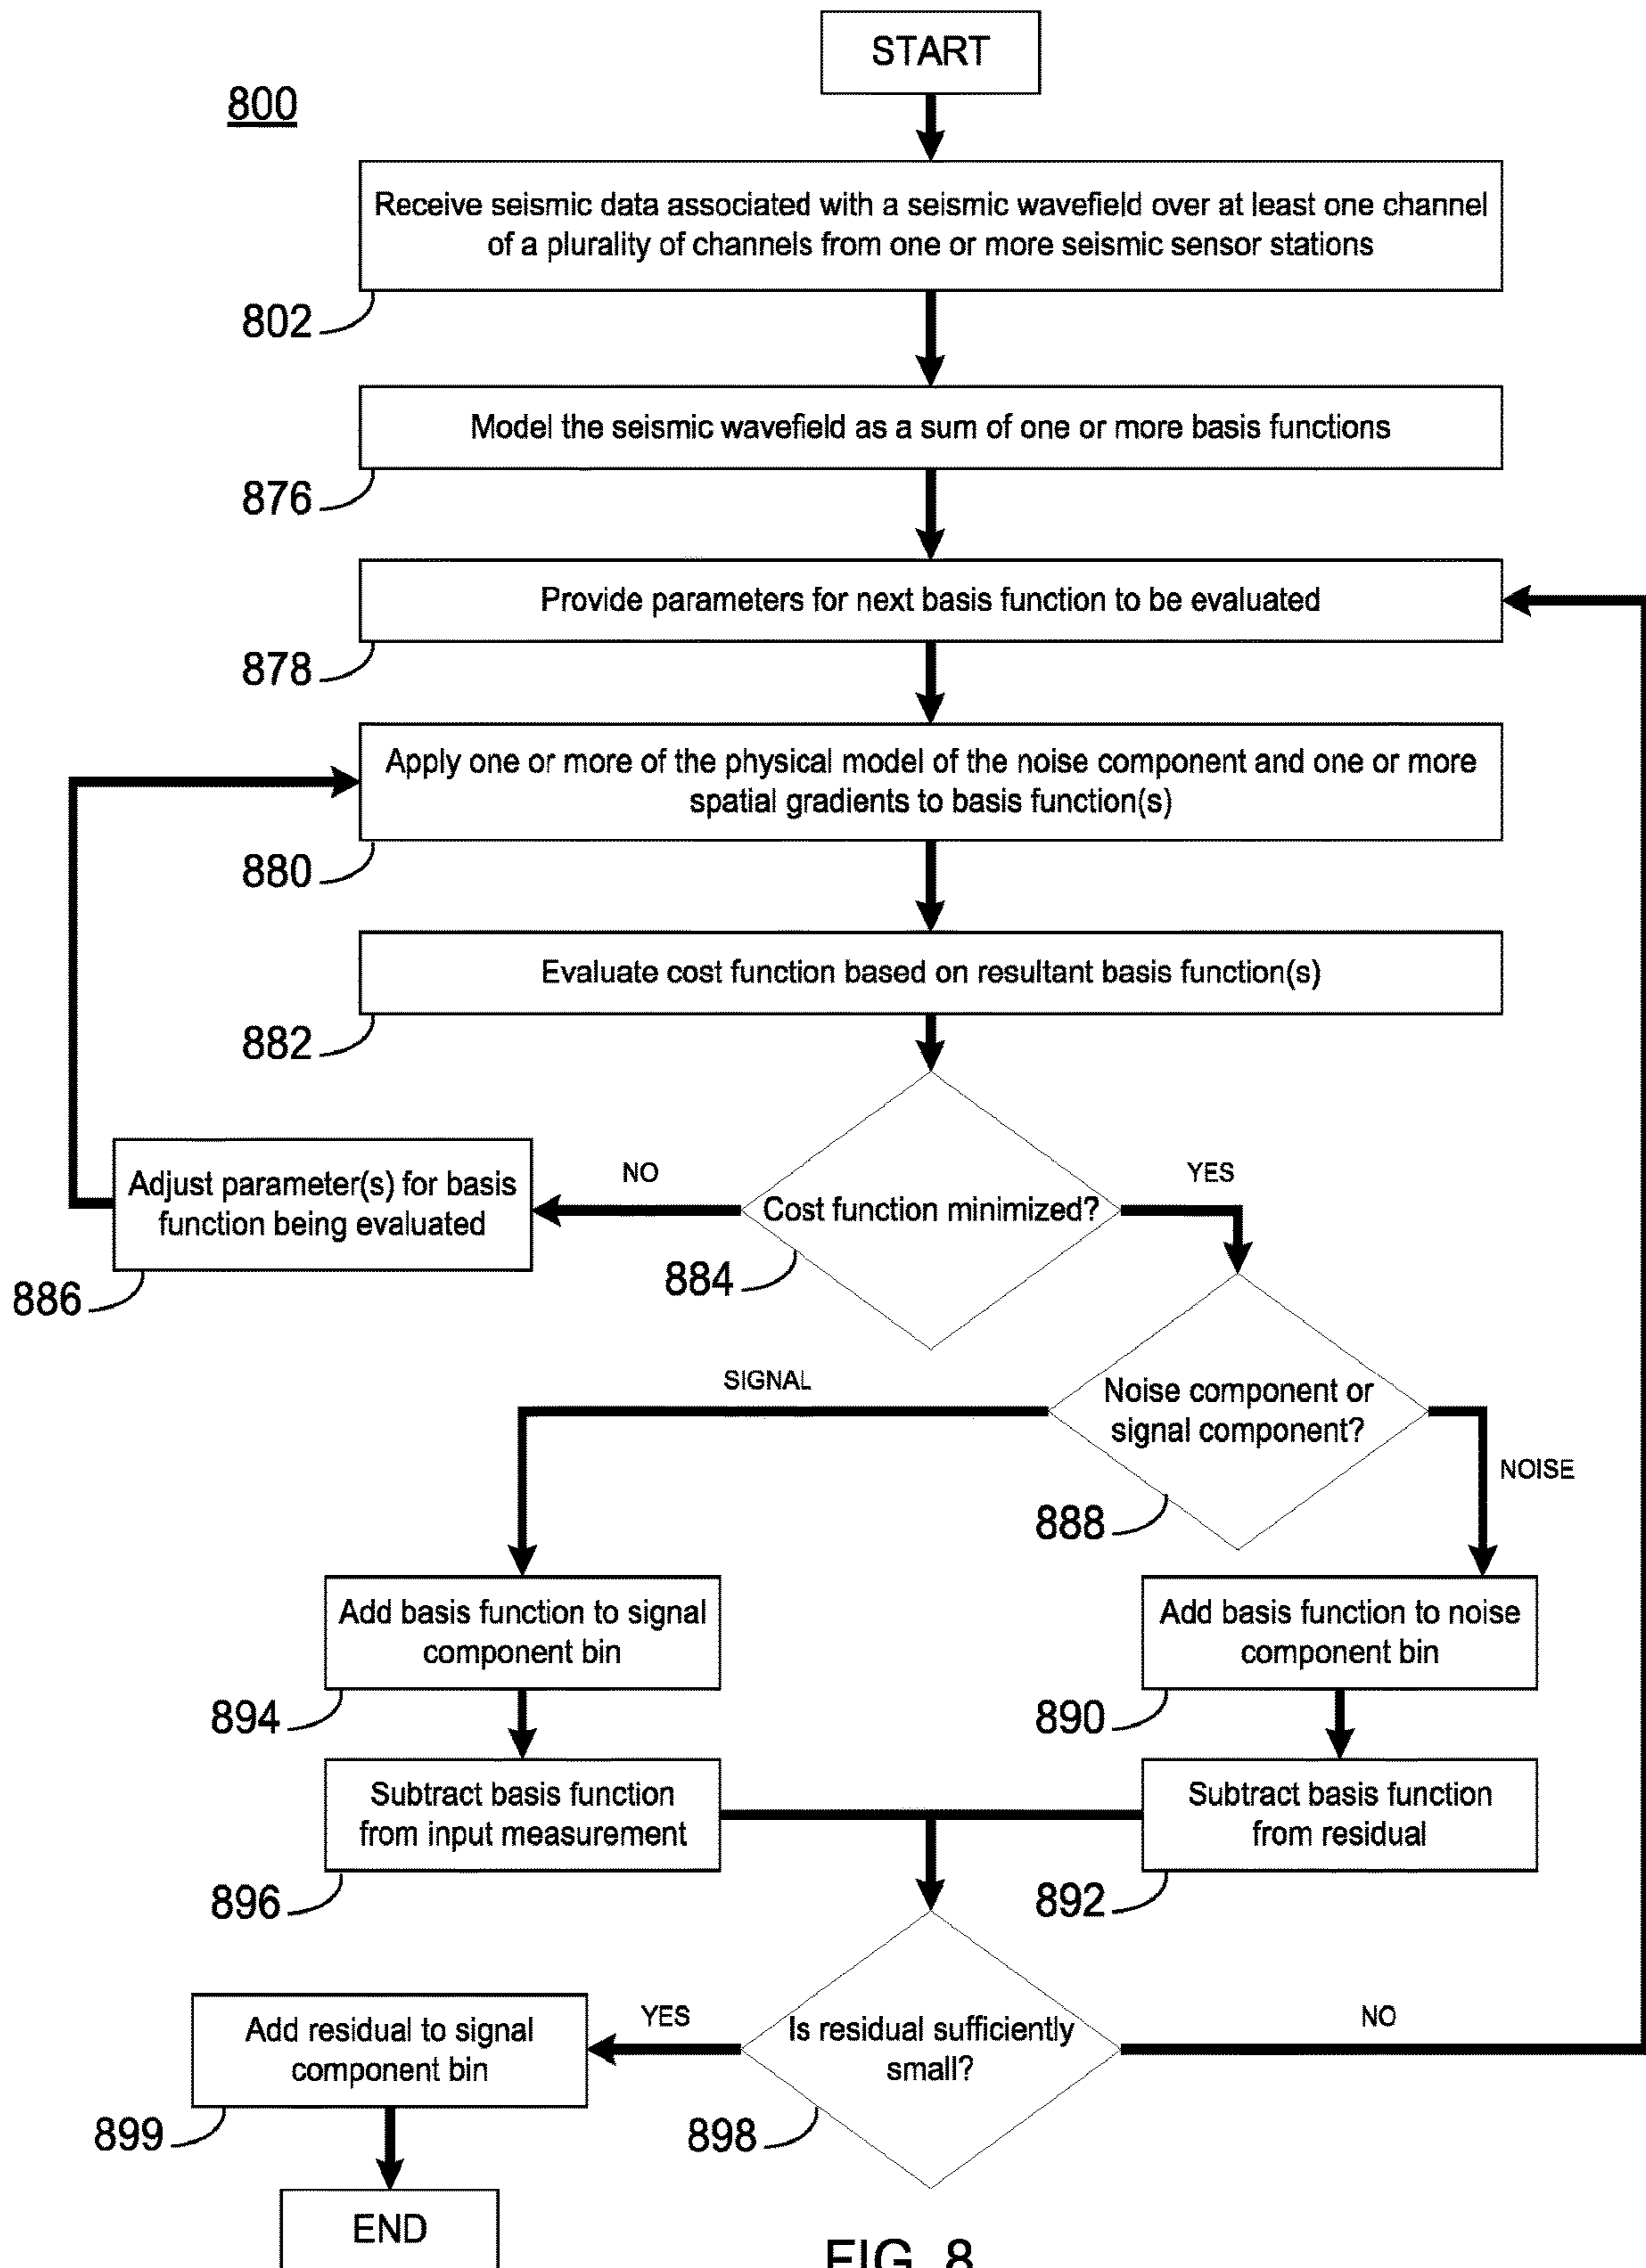 START
800
Receive seismic data associated with a seismic wavefield over at least one channel
of a plurality of channels from one or more seismic sensor stations
802
Model the seismic wavefield as a sum of one or more basis functions
876
Provide parameters for next basis function to be evaluated
878
Apply one or more of the physical model of the noise component and one or more
spatial gradients to basis function(s)
880
Evaluate cost function based on resultant basis function(s)
882
Adjust parameter(s) for basis
function being evaluated
886
NO
Cost function minimized?
YES
884
SIGNAL
Noise component or
signal component?
NOISE
888
Add basis function to signal
component bin
894
Add basis function to noise
component bin
890
Subtract basis function
from input measurement
896
Subtract basis function
from residual
892
Add residual to signal
component bin
899
YES
Is residual sufficiently
small?
NO
898
END
FIG. 8